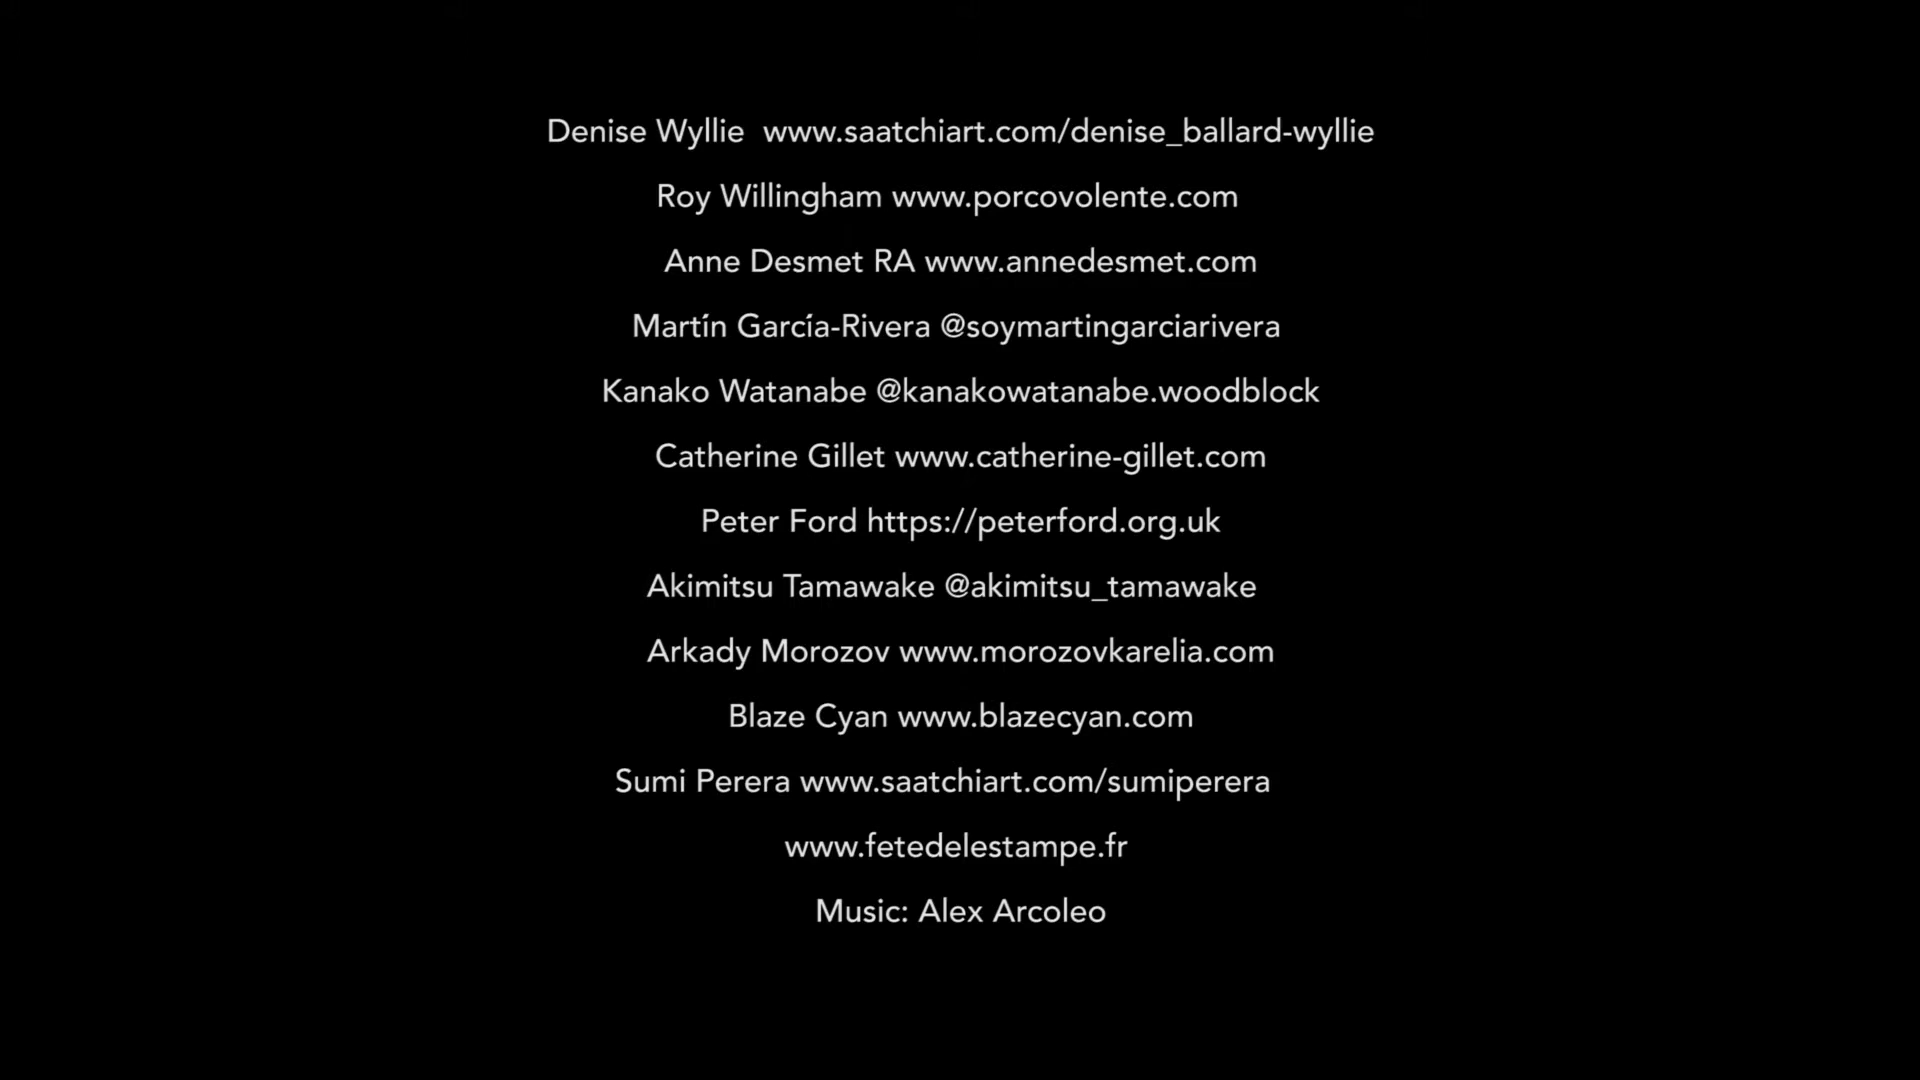 Denise Wyllie  www.saatchiart.com/denise_ballard-wyllie
Roy Willingham www.porcovolente.com
Anne Desmet RA www.annedesmet.com
Martín García-Rivera @soymartingarciarivera
Kanako Watanabe @kanakowatanabe.woodblock
Catherine Gillet www.catherine-gillet.com
Peter Ford https://peterford.org.uk
Akimitsu Tamawake @akimitsu_tamawake
Arkady Morozov www.morozovkarelia.com
Blaze Cyan www.blazecyan.com
Sumi Perera www.saatchiart.com/sumiperera
www.fetedelestampe.fr
Music: Alex Arcoleo